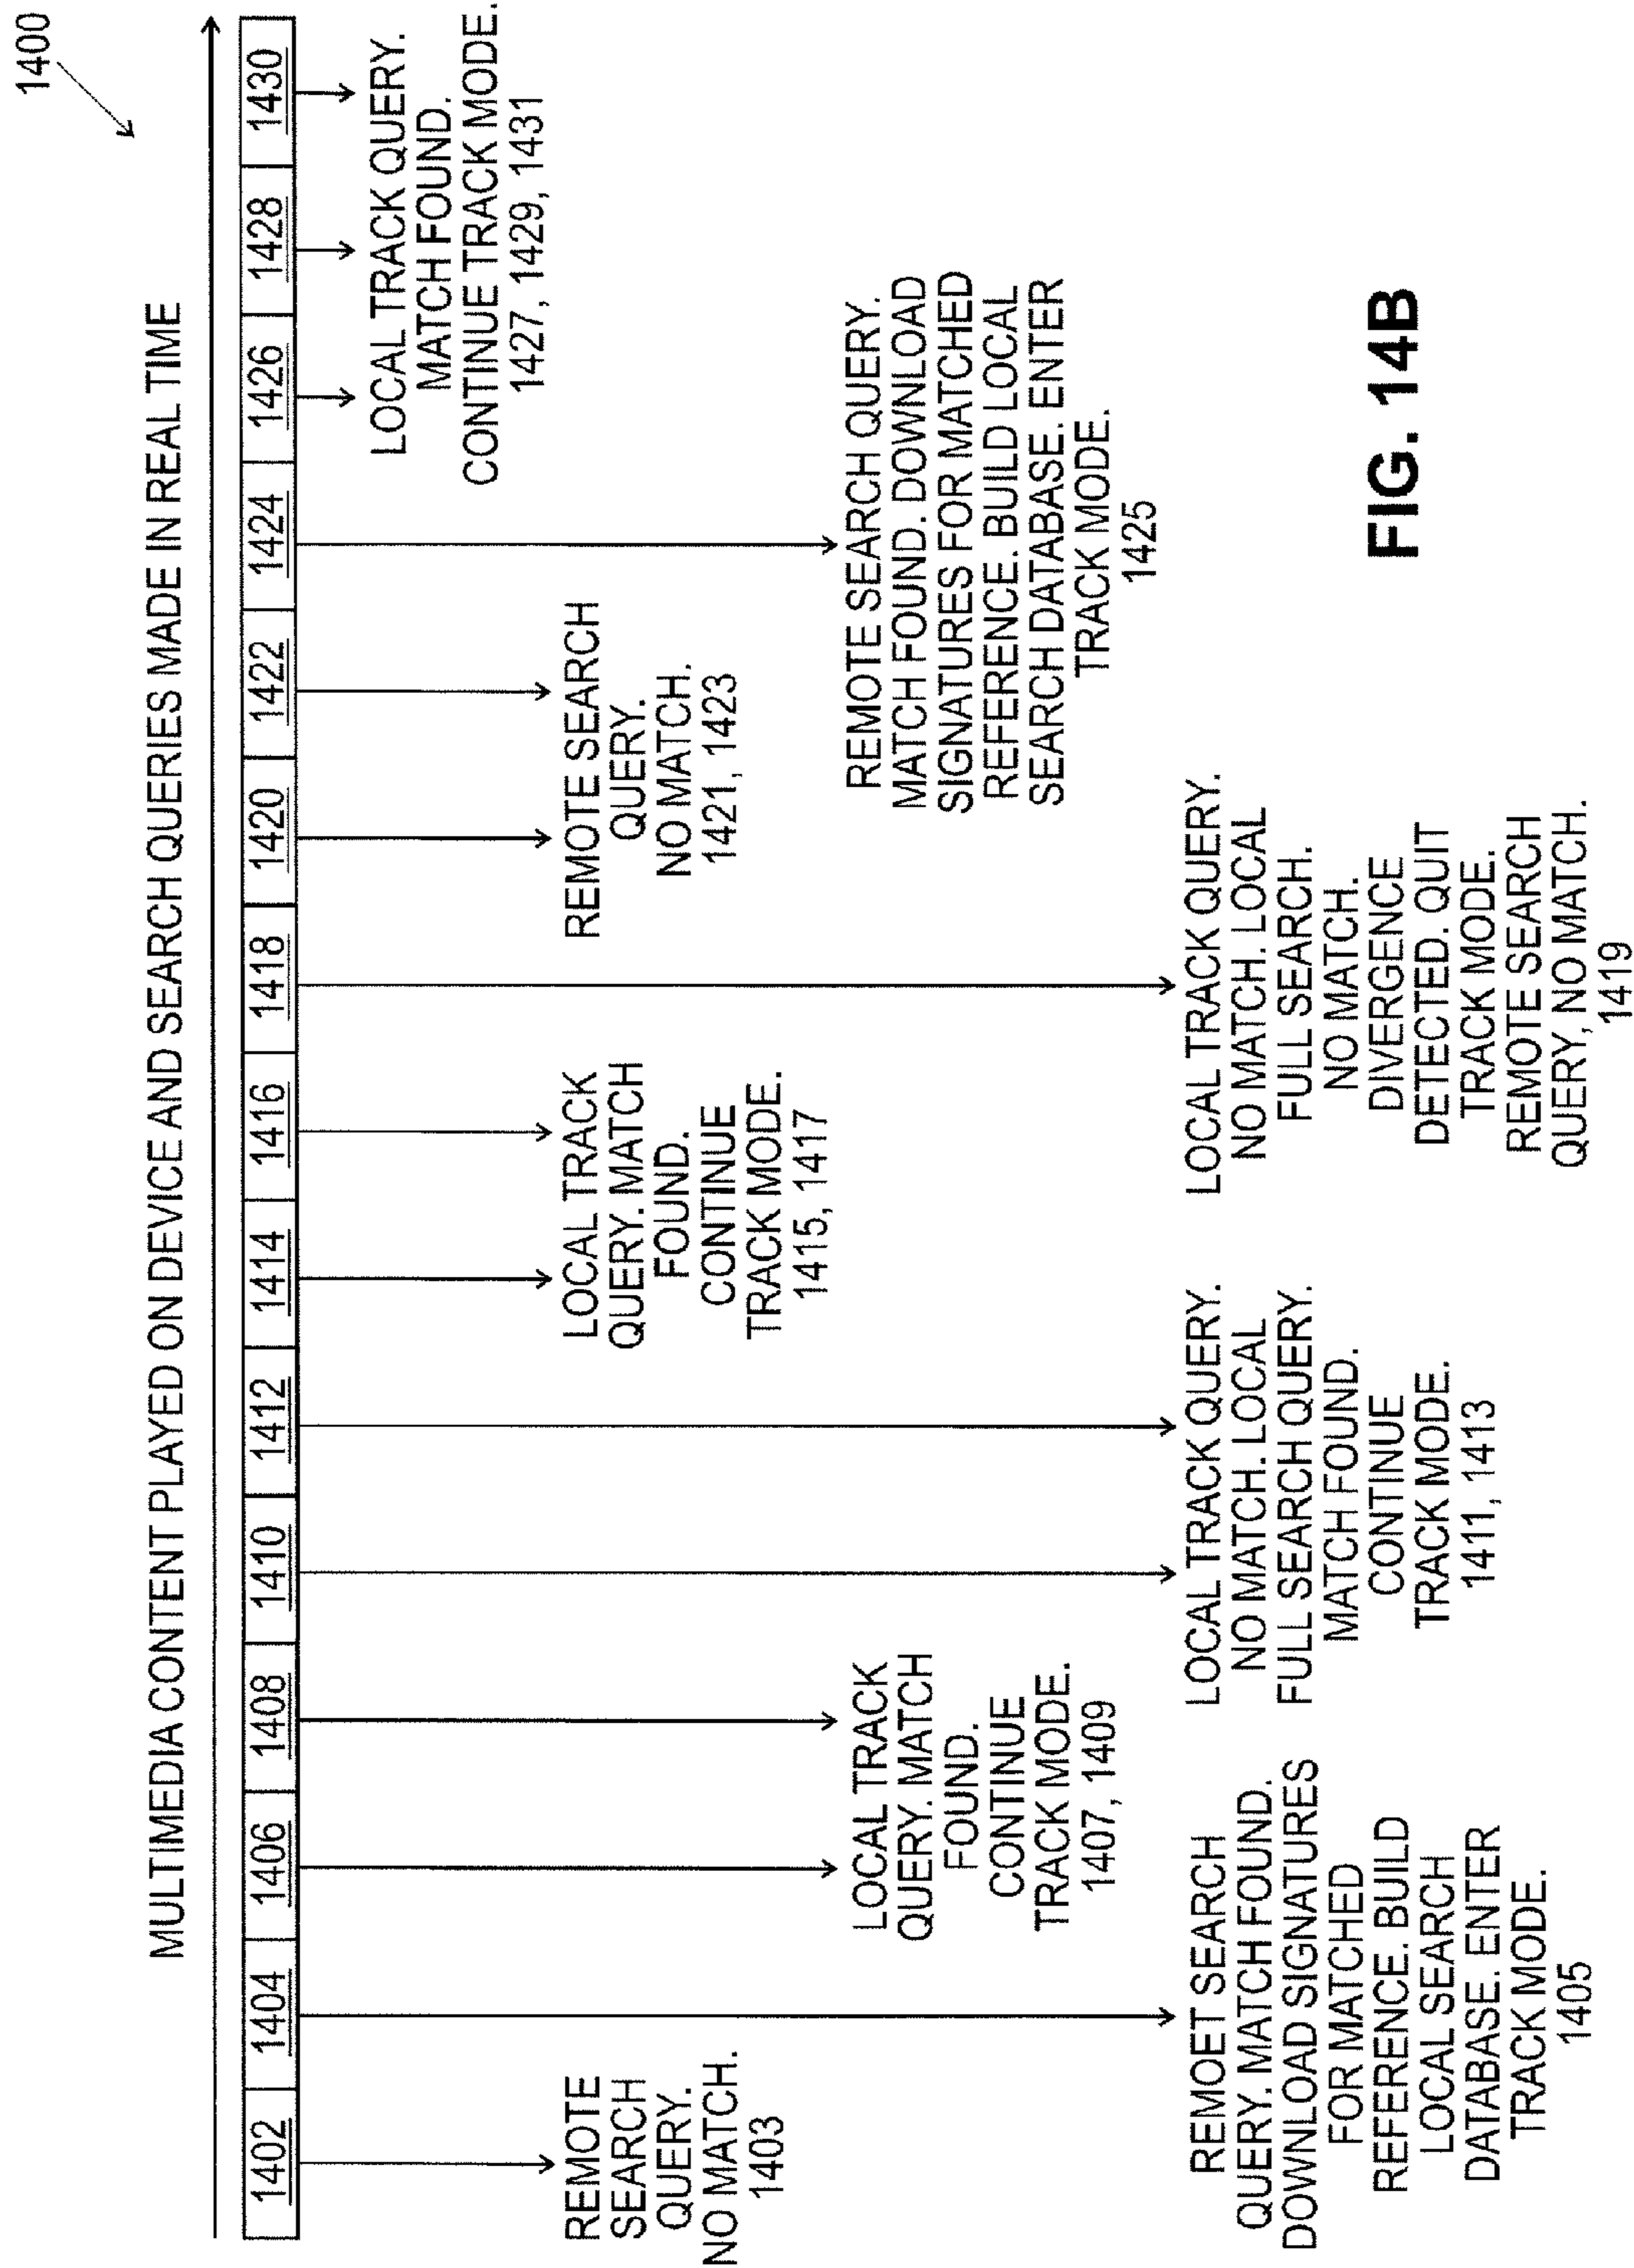 1400
MULTIMEDIA CONTENT PLAYED ON DEVICE AND SEARCH QUERIES MADE IN REAL TIME
1402 1404 1406 1408 1410 1412 1414 1416 1418 1420 1422 1424 1426 1428 1430
REMOTE
SEARCH
QUERY.
NO MATCH.
1403
REMOET SEARCH
QUERY. MATCH FOUND.
DOWNLOAD SIGNATURES
FOR MATCHED
REFERENCE. BUILD
LOCAL SEARCH
DATABASE. ENTER
TRACK MODE.
1405
LOCAL TRACK
QUERY. MATCH
FOUND.
CONTINUE
TRACK MODE.
1407, 1409
LOCAL TRACK QUERY.
NO MATCH. LOCAL
FULL SEARCH QUERY.
MATCH FOUND.
CONTINUE
TRACK MODE.
1411, 1413
LOCAL TRACK
QUERY. MATCH
FOUND.
CONTINUE
TRACK MODE.
1415, 1417
LOCAL TRACK QUERY.
NO MATCH. LOCAL
FULL SEARCH.
NO MATCH.
DIVERGENCE
DETECTED. QUIT
TRACK MODE.
REMOTE SEARCH
QUERY, NO MATCH.
1419
REMOTE SEARCH
QUERY.
NO MATCH.
1421, 1423
REMOTE SEARCH QUERY.
MATCH FOUND. DOWNLOAD
SIGNATURES FOR MATCHED
REFERENCE. BUILD LOCAL
SEARCH DATABASE. ENTER
TRACK MODE.
1425
LOCAL TRACK QUERY.
MATCH FOUND.
CONTINUE TRACK MODE.
1427, 1429, 1431
FIG. 14B